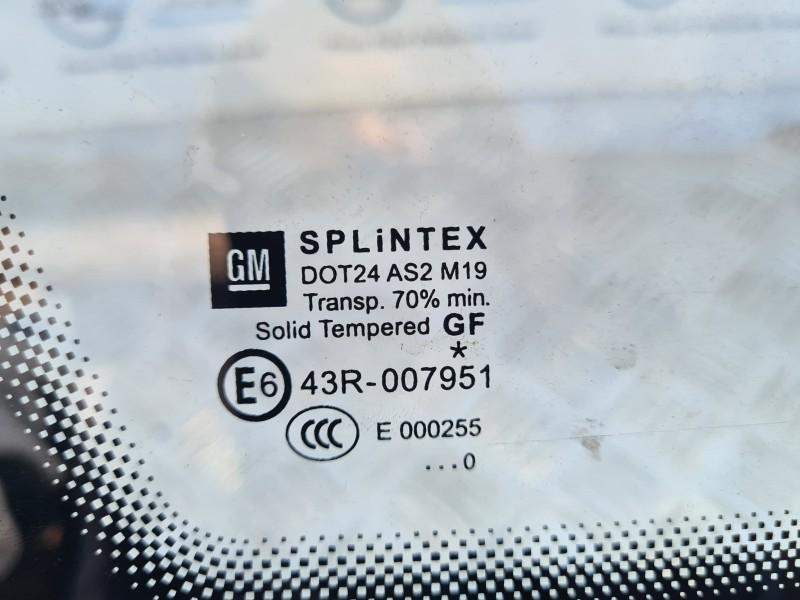 GM
SPLiNTEX
DOT24 AS2 M19
Transp. 70% min.
Solid Tempered GF
*
E6 43R-007951
CCC E 000255
...0